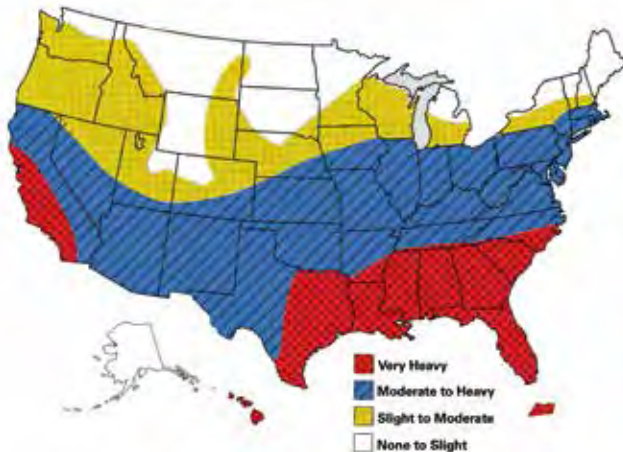 Very Heavy
Moderate to Heavy
Slight to Moderate
None to Slight